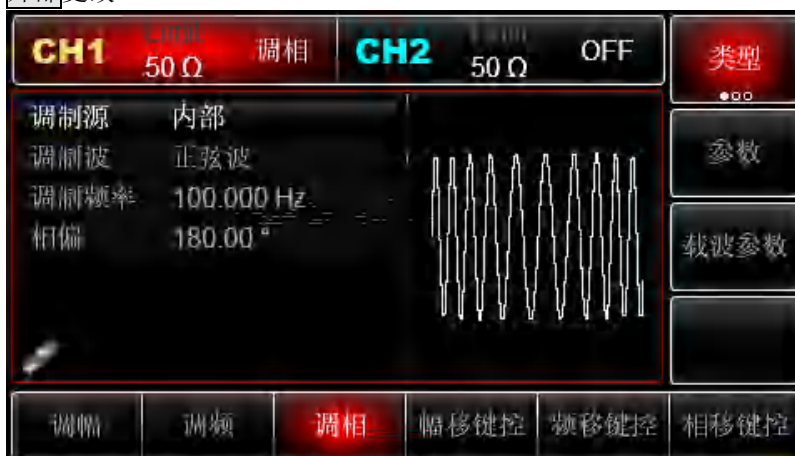 CH1 50 Ω 调相 CH2 50 Ω OFF
类型
调制源 内部
调制波 正弦波
调制频率 100.000 Hz
相偏 180.00 °
参数
载波参数
调幅 调频 调相 幅移键控 频移键控 相移键控